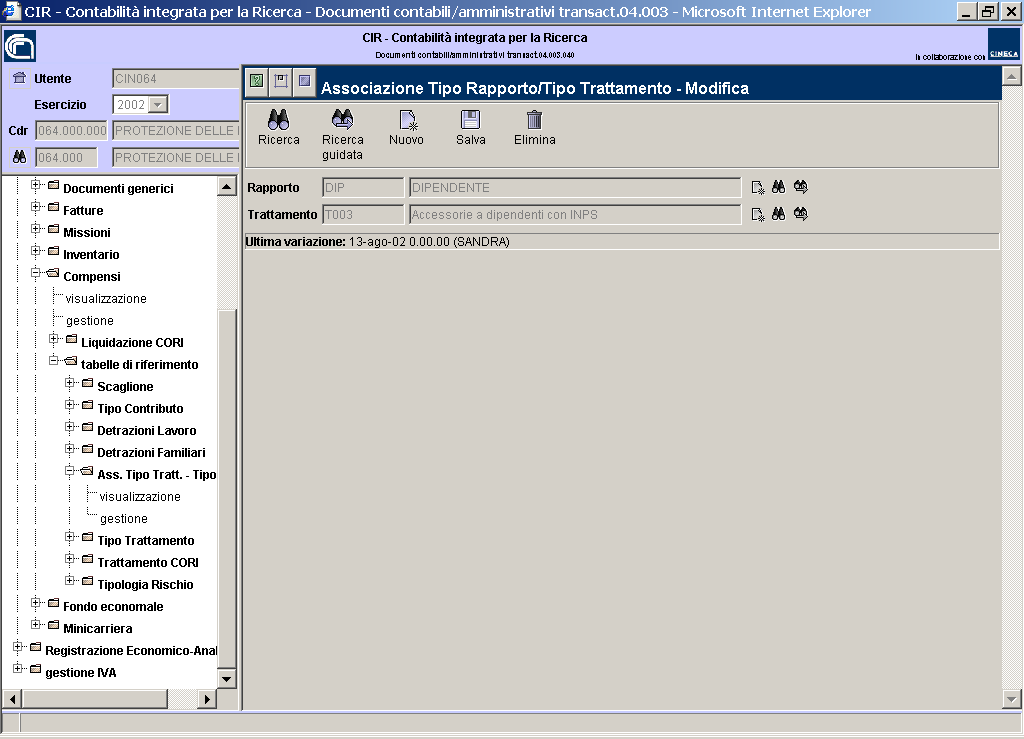 CIR - Contabilità integrata per la Ricerca - Documenti contabili/amministrativi transact.04.003 - Microsoft Internet Explorer
CIR - Contabilità integrata per la Ricerca
Documenti contabili/amministrativi transact.04.003.040
In collaborazione con CINECA
Utente CIN064
Esercizio 2002
Cdr 064.000.000 PROTEZIONE DELLE
064.000 PROTEZIONE DELLE
Documenti generici
Fatture
Missioni
Inventario
Compensi
visualizzazione
gestione
Liquidazione CORI
tabelle di riferimento
Scaglione
Tipo Contributo
Detrazioni Lavoro
Detrazioni Familiari
Ass. Tipo Tratt. - Tipo
visualizzazione
gestione
Tipo Trattamento
Trattamento CORI
Tipologia Rischio
Fondo economale
Minicarriera
Registrazione Economico-Anal
gestione IVA
Associazione Tipo Rapporto/Tipo Trattamento - Modifica
Ricerca
Ricerca guidata
Nuovo
Salva
Elimina
Rapporto DIP DIPENDENTE
Trattamento T003 Accessorie a dipendenti con INPS
Ultima variazione: 13-ago-02 0.00.00 (SANDRA)